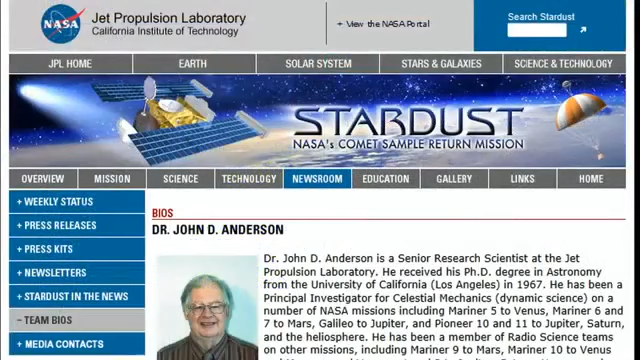 NASA
Jet Propulsion Laboratory
California Institute of Technology
+ View the NASA Portal
Search Stardust
JPL HOME
EARTH
SOLAR SYSTEM
STARS & GALAXIES
SCIENCE & TECHNOLOGY
STARDUST
NASA's COMET SAMPLE RETURN MISSION
OVERVIEW
MISSION
SCIENCE
TECHNOLOGY
NEWSROOM
EDUCATION
GALLERY
LINKS
HOME
+ WEEKLY STATUS
+ PRESS RELEASES
+ PRESS KITS
+ NEWSLETTERS
+ STARDUST IN THE NEWS
– TEAM BIOS
+ MEDIA CONTACTS
BIOS
DR. JOHN D. ANDERSON
Dr. John D. Anderson is a Senior Research Scientist at the Jet
Propulsion Laboratory. He received his Ph.D. degree in Astronomy
from the University of California (Los Angeles) in 1967. He has been a
Principal Investigator for Celestial Mechanics (dynamic science) on a
number of NASA missions including Mariner 5 to Venus, Mariner 6 and
7 to Mars, Galileo to Jupiter, and Pioneer 10 and 11 to Jupiter, Saturn,
and the heliosphere. He has been a member of Radio Science teams
on other missions, including Mariner 9 to Mars, Mariner 10 to Venus